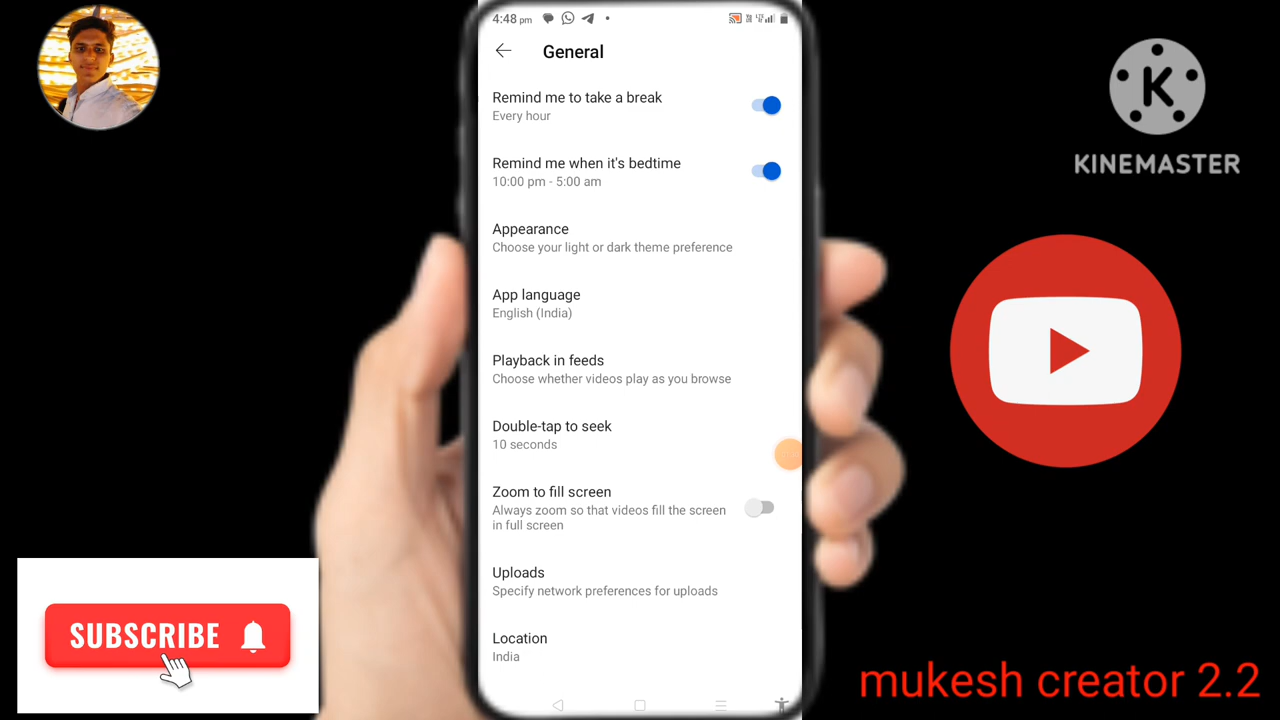 4:48 pm
General
Remind me to take a break
Every hour
Remind me when it's bedtime
10:00 pm - 5:00 am
Appearance
Choose your light or dark theme preference
App language
English (India)
Playback in feeds
Choose whether videos play as you browse
Double-tap to seek
10 seconds
Zoom to fill screen
Always zoom so that videos fill the screen
in full screen
Uploads
Specify network preferences for uploads
Location
India
K
KINEMASTER
SUBSCRIBE
mukesh creator 2.2